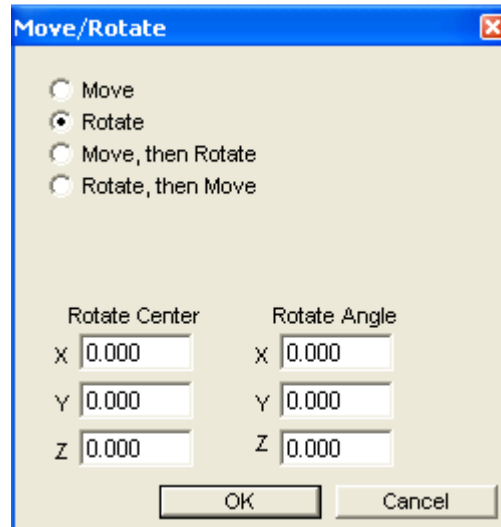 Move/Rotate
Move
Rotate
Move, then Rotate
Rotate, then Move
Rotate Center Rotate Angle
X 0.000 X 0.000
Y 0.000 Y 0.000
Z 0.000 Z 0.000
OK Cancel